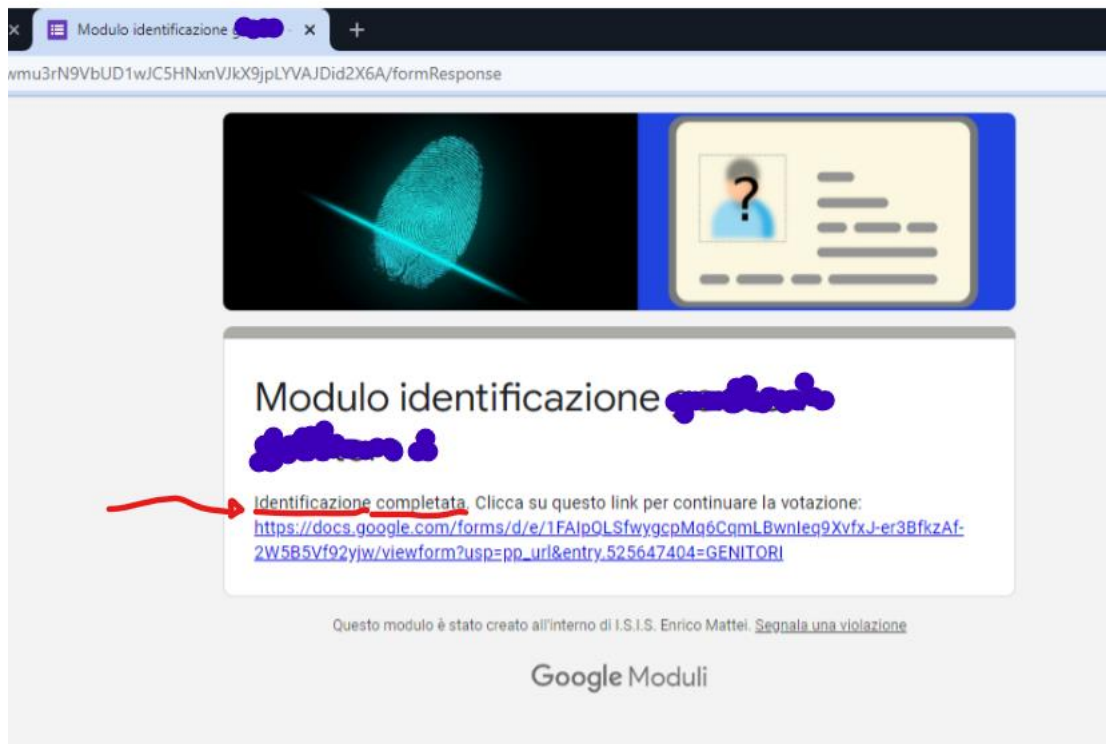 Modulo identificazione
wmu3rN9VbUD1wJC5HNxnVJkX9jpLYVAJDid2X6A/formResponse
?
Modulo identificazione
Identificazione completata. Clicca su questo link per continuare la votazione:
https://docs.google.com/forms/d/e/1FAIpQLSfwygcpMq6CqmLBwnIeq9XvfxJ-er3BfkzAf-
2W5B5Vf92yjw/viewform?usp=pp_url&entry.525647404=GENITORI
Questo modulo è stato creato all'interno di I.S.I.S. Enrico Mattei. Segnala una violazione
Google Moduli